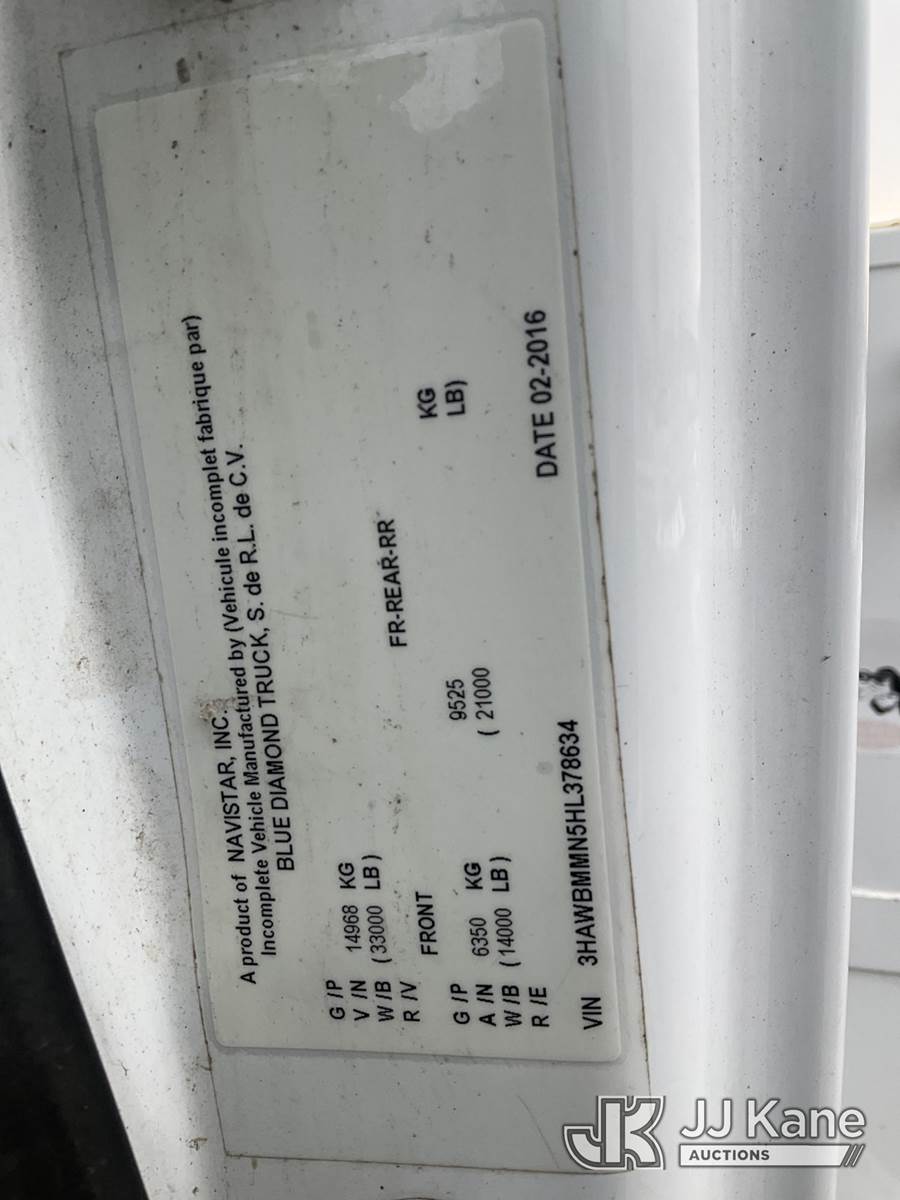 A product of NAVISTAR, INC.
Incomplete Vehicle Manufactured by (Vehicule incomplet fabrique par)
BLUE DIAMOND TRUCK, S. de R.L. de C.V.
G /P
V /N 14968 KG
W /B (33000 LB)
R /V FR-REAR-RR
FRONT
G /P KG
A /N 6350 KG 9525 LB)
W /B (14000 LB) ( 21000
R /E
VIN 3HAWBMMN5HL378634 DATE 02-2016
JK JJ Kane
AUCTIONS